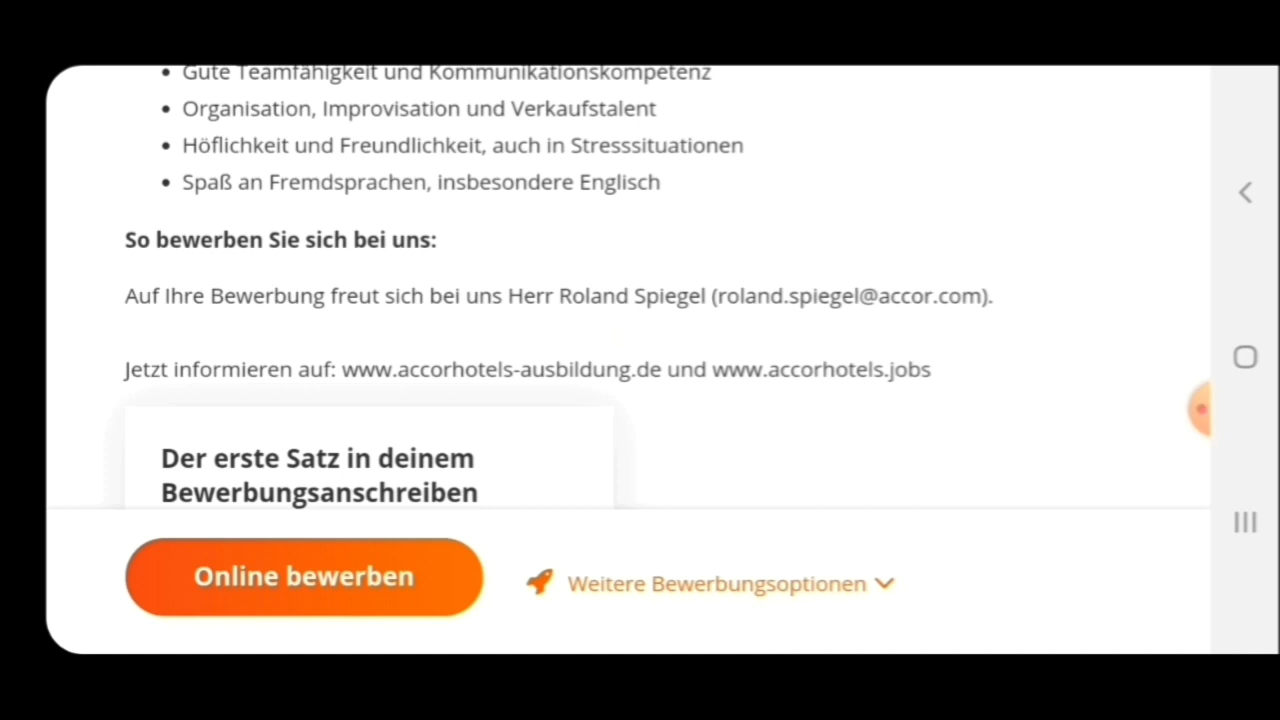 Gute Teamfähigkeit und Kommunikationskompetenz
Organisation, Improvisation und Verkaufstalent
Höflichkeit und Freundlichkeit, auch in Stresssituationen
Spaß an Fremdsprachen, insbesondere Englisch
So bewerben Sie sich bei uns:
Auf Ihre Bewerbung freut sich bei uns Herr Roland Spiegel (roland.spiegel@accor.com).
Jetzt informieren auf: www.accorhotels-ausbildung.de und www.accorhotels.jobs
Der erste Satz in deinem
Bewerbungsanschreiben
Online bewerben
Weitere Bewerbungsoptionen